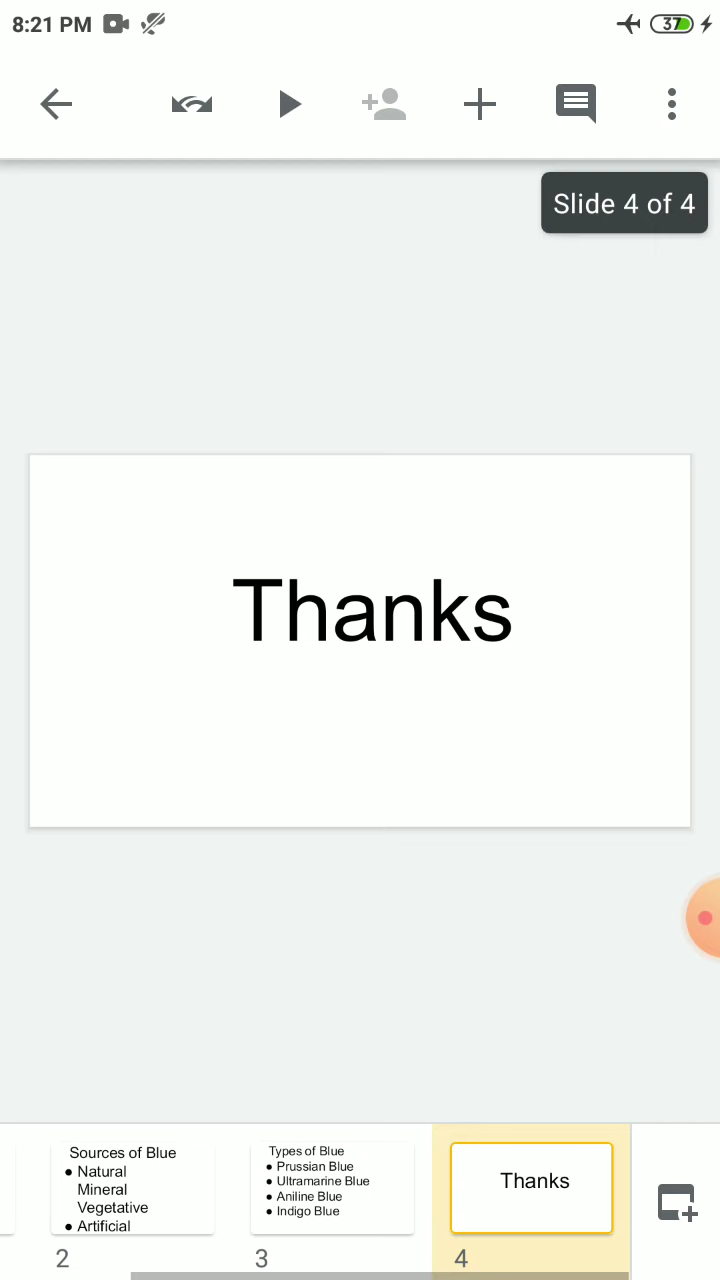 8:21 PM
37
Slide 4 of 4
Thanks
Sources of Blue
● Natural
Mineral
Vegetative
● Artificial
2
Types of Blue
● Prussian Blue
● Ultramarine Blue
● Aniline Blue
● Indigo Blue
3
Thanks
4